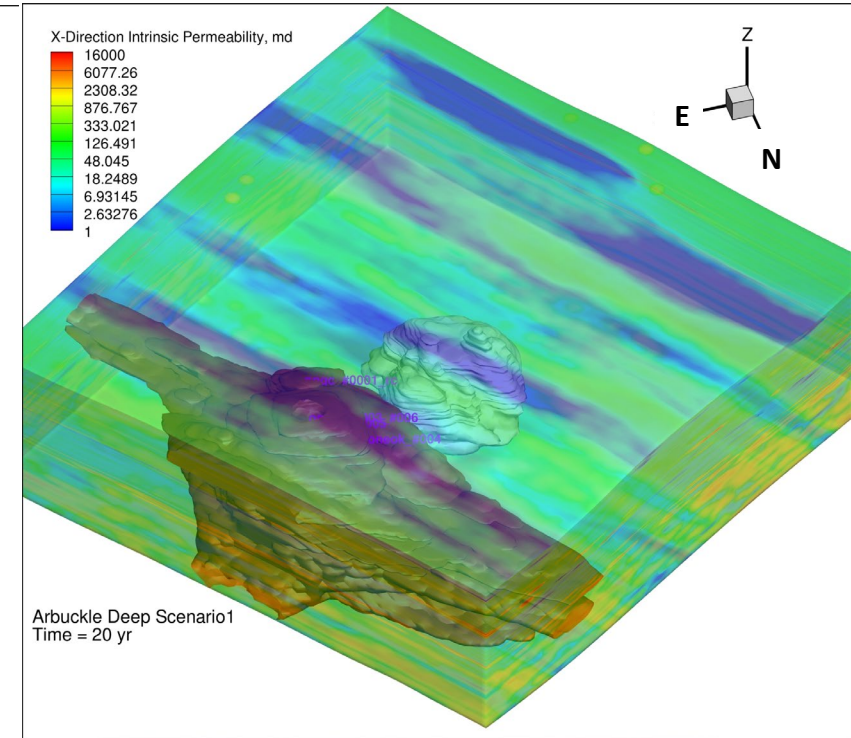 X-Direction Intrinsic Permeability, md
16000
6077.26
2308.32
876.767
333.021
126.491
48.045
18.2489
6.93145
2.63276
1
Z
E
N
Arbuckle Deep Scenario1
Time = 20 yr